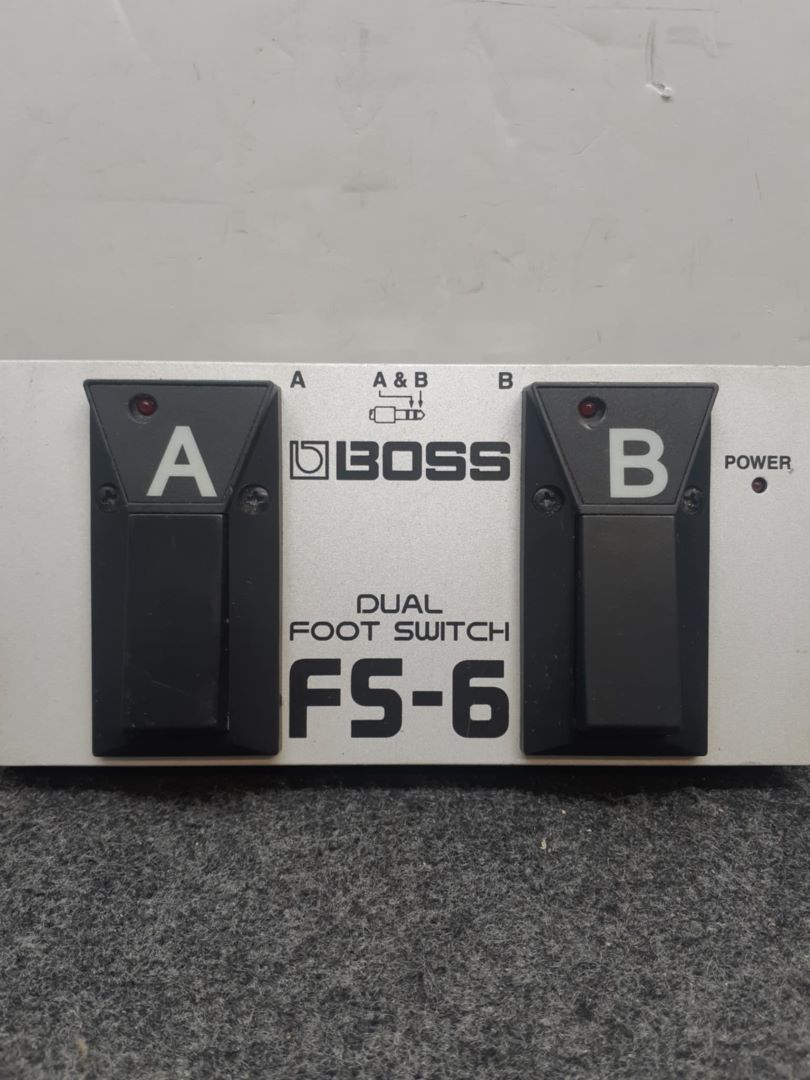 A A & B B
BOSS
A B
POWER
DUAL
FOOT SWITCH
FS-6